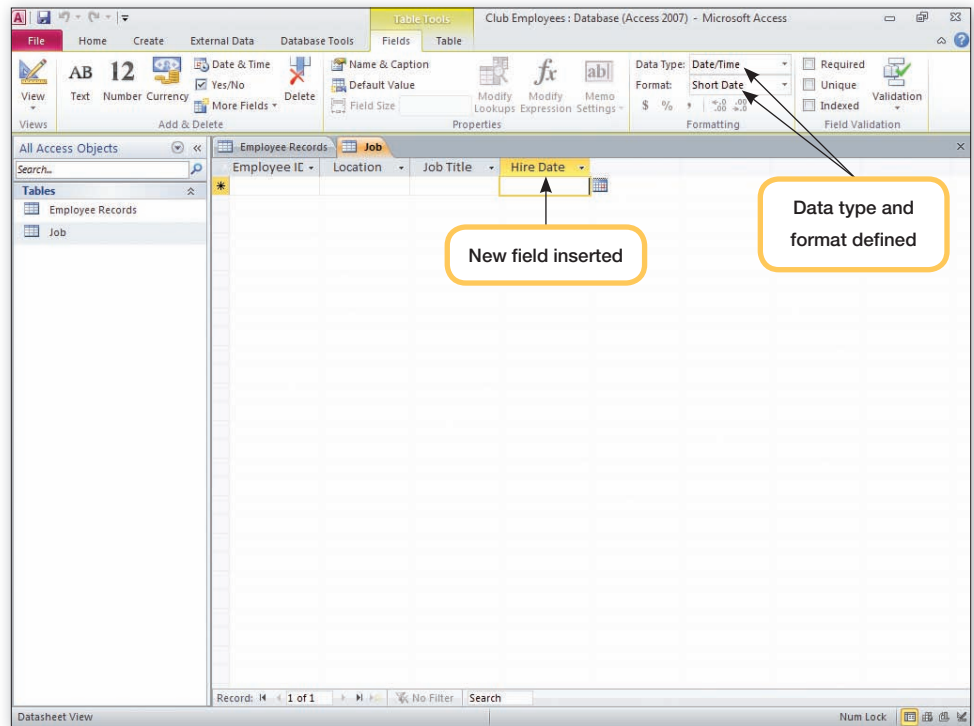 Table Tools Club Employees : Database (Access 2007) - Microsoft Access
File Home Create External Data Database Tools Fields Table
View
Views
AB
Text
12
Number
Currency
Date & Time
Yes/No
More Fields
Delete
Add & Delete
Name & Caption
Default Value
Field Size
Modify
Lookups
fx
Modify
Expression
ab
Memo
Settings
Properties
Data Type: Date/Time
Format: Short Date
$ % , .00 .00
Formatting
Required
Unique
Indexed
Validation
Field Validation
All Access Objects
Search...
Tables
Employee Records
Job
Employee Records Job
Employee ID Location Job Title Hire Date
New field inserted
Data type and
format defined
Record: 1 of 1 No Filter Search
Datasheet View Num Lock